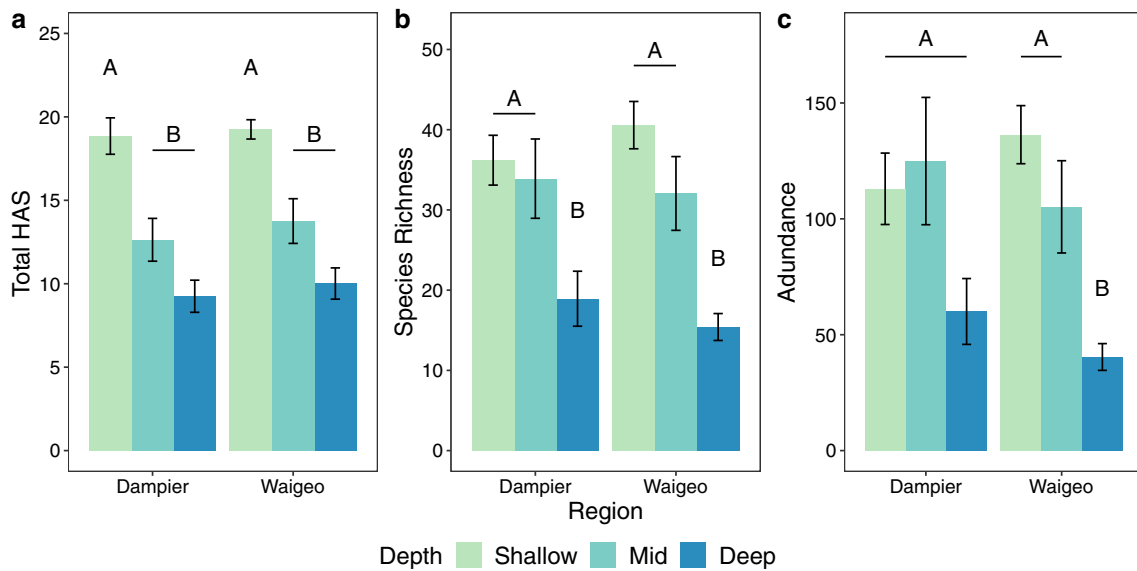 a
Total HAS
25
20
15
10
5
0
A
B
A
B
Dampier
Waigeo
b
Species Richness
50
40
30
20
10
0
A
B
A
B
Dampier
Waigeo
Region
c
Adundance
150
100
50
0
A
A
B
Dampier
Waigeo
Depth Shallow Mid Deep